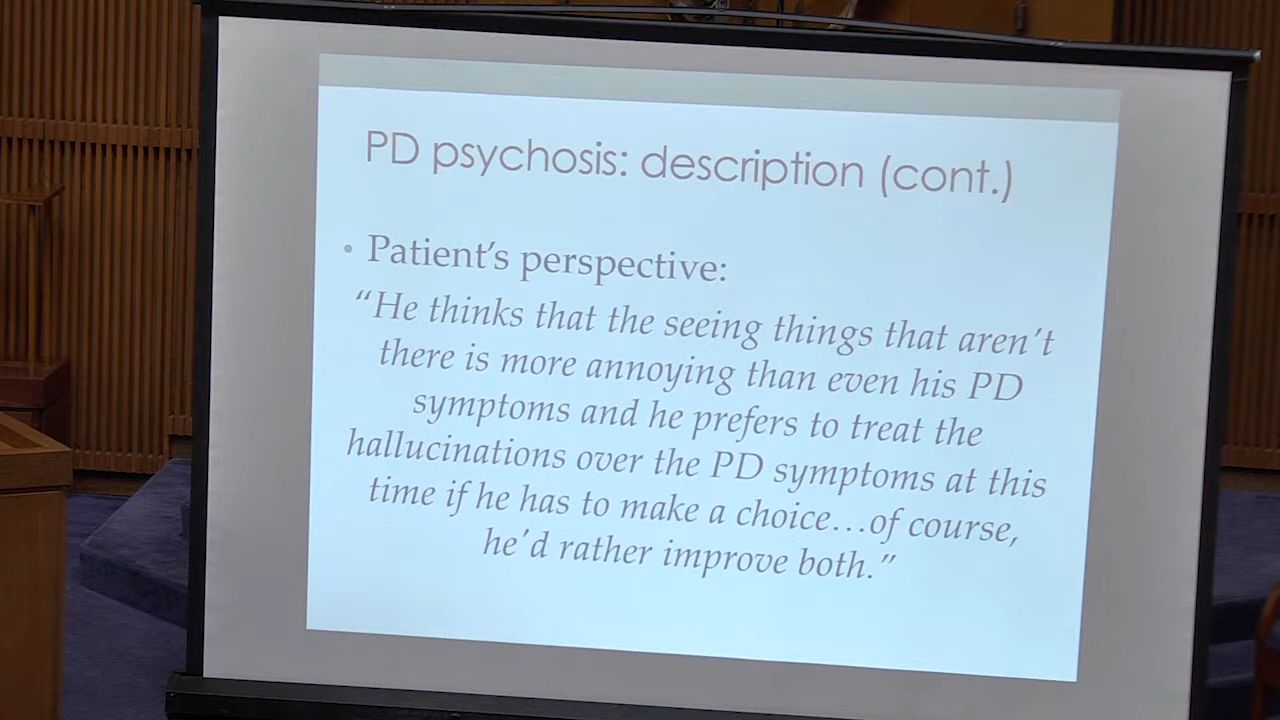 PD psychosis: description (cont.)
• Patient's perspective:
“He thinks that the seeing things that aren't
there is more annoying than even his PD
symptoms and he prefers to treat the
hallucinations over the PD symptoms at this
time if he has to make a choice…of course,
he'd rather improve both.”